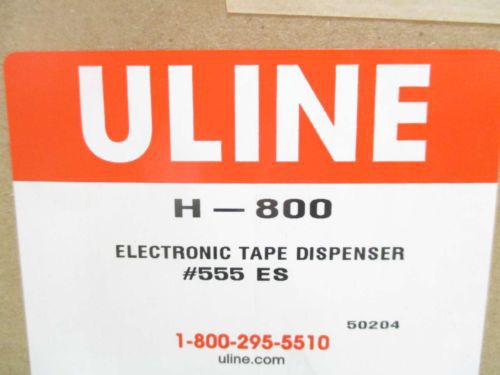 ULINE
H – 800
ELECTRONIC TAPE DISPENSER
#555 ES
50204
1-800-295-5510
uline.com